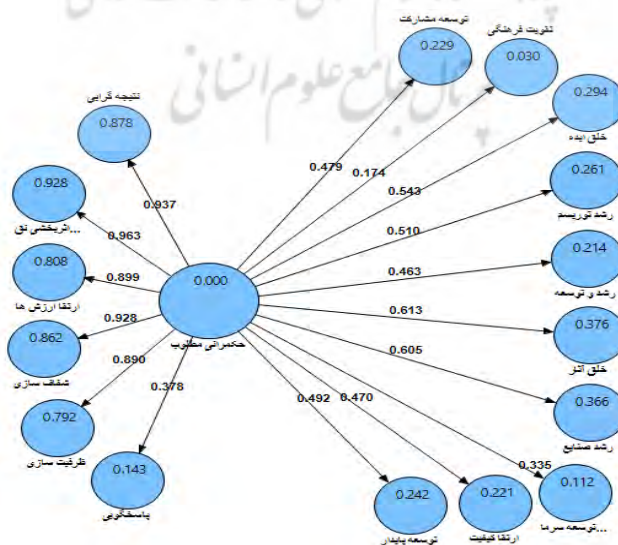 پرتال جامع علوم انسانی
توسعه مشارکت
0.229
تقویت فرهنگی
0.030
خلق ایده
0.294
رشد توریسم
0.261
رشد و توسعه
0.214
خلق آثار
0.376
رشد صنایع
0.366
توسعه سرما...
0.112
ارتقا کیفیت
0.221
توسعه پایدار
0.242
نتیجه گرایی
0.878
اثربخشی نق...
0.928
ارتقا ارزش ها
0.808
شفاف سازی
0.862
ظرفیت سازی
0.792
پاسخگویی
0.143
0.000
حکمرانی مطلوب
0.479
0.174
0.543
0.510
0.463
0.613
0.605
0.335
0.470
0.492
0.937
0.963
0.899
0.928
0.890
0.378